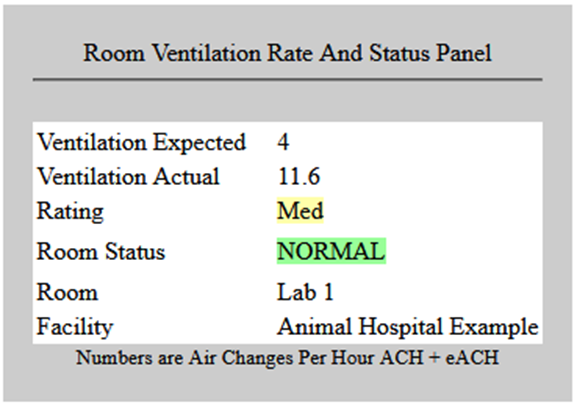 Room Ventilation Rate And Status Panel
Ventilation Expected 4
Ventilation Actual 11.6
Rating Med
Room Status NORMAL
Room Lab 1
Facility Animal Hospital Example
Numbers are Air Changes Per Hour ACH + eACH